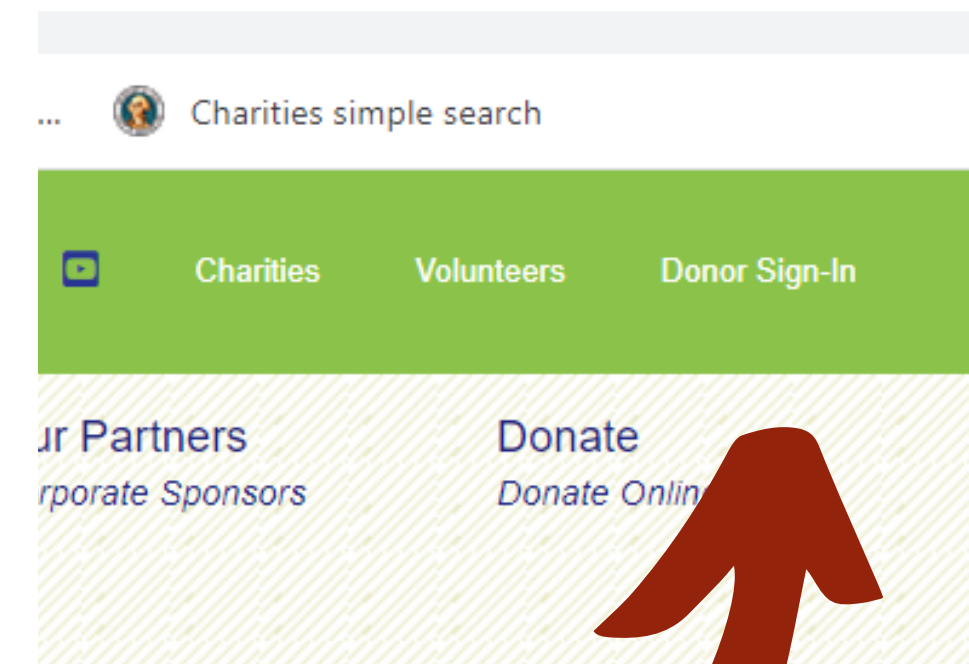 ... Charities simple search
Charities Volunteers Donor Sign-In
ur Partners Donate
rporate Sponsors Donate Onlin